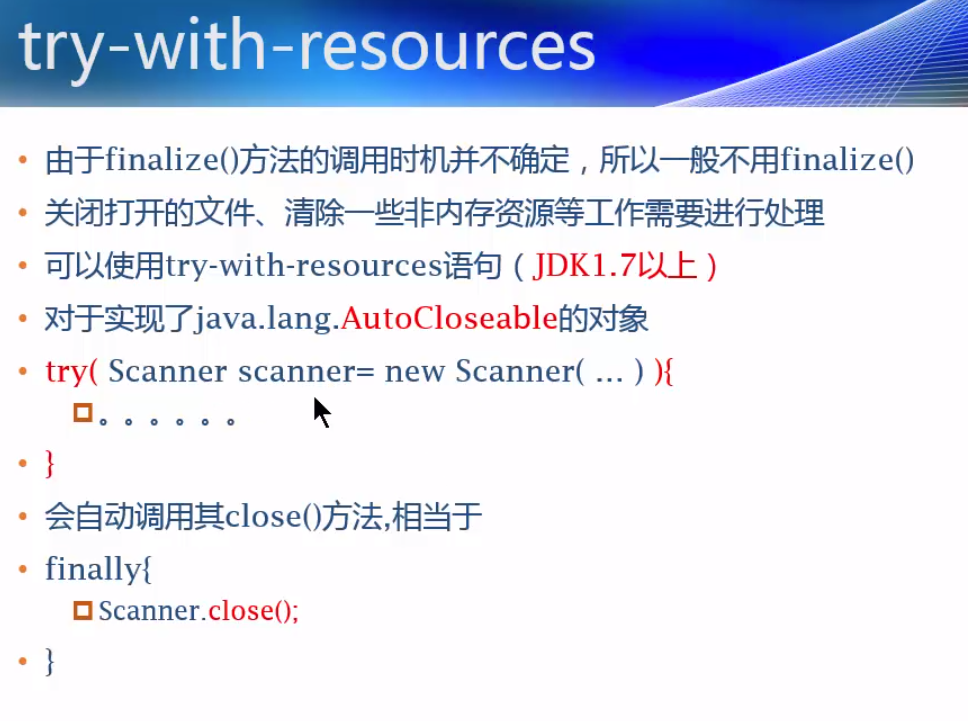 try-with-resources
• 由于finalize()方法的调用时机并不确定，所以一般不用finalize()
• 关闭打开的文件、清除一些非内存资源等工作需要进行处理
• 可以使用try-with-resources语句（JDK1.7以上）
• 对于实现了java.lang.AutoCloseable的对象
• try( Scanner scanner= new Scanner( ... ) ){
。。。。。。
• }
• 会自动调用其close()方法,相当于
• finally{
Scanner.close();
• }